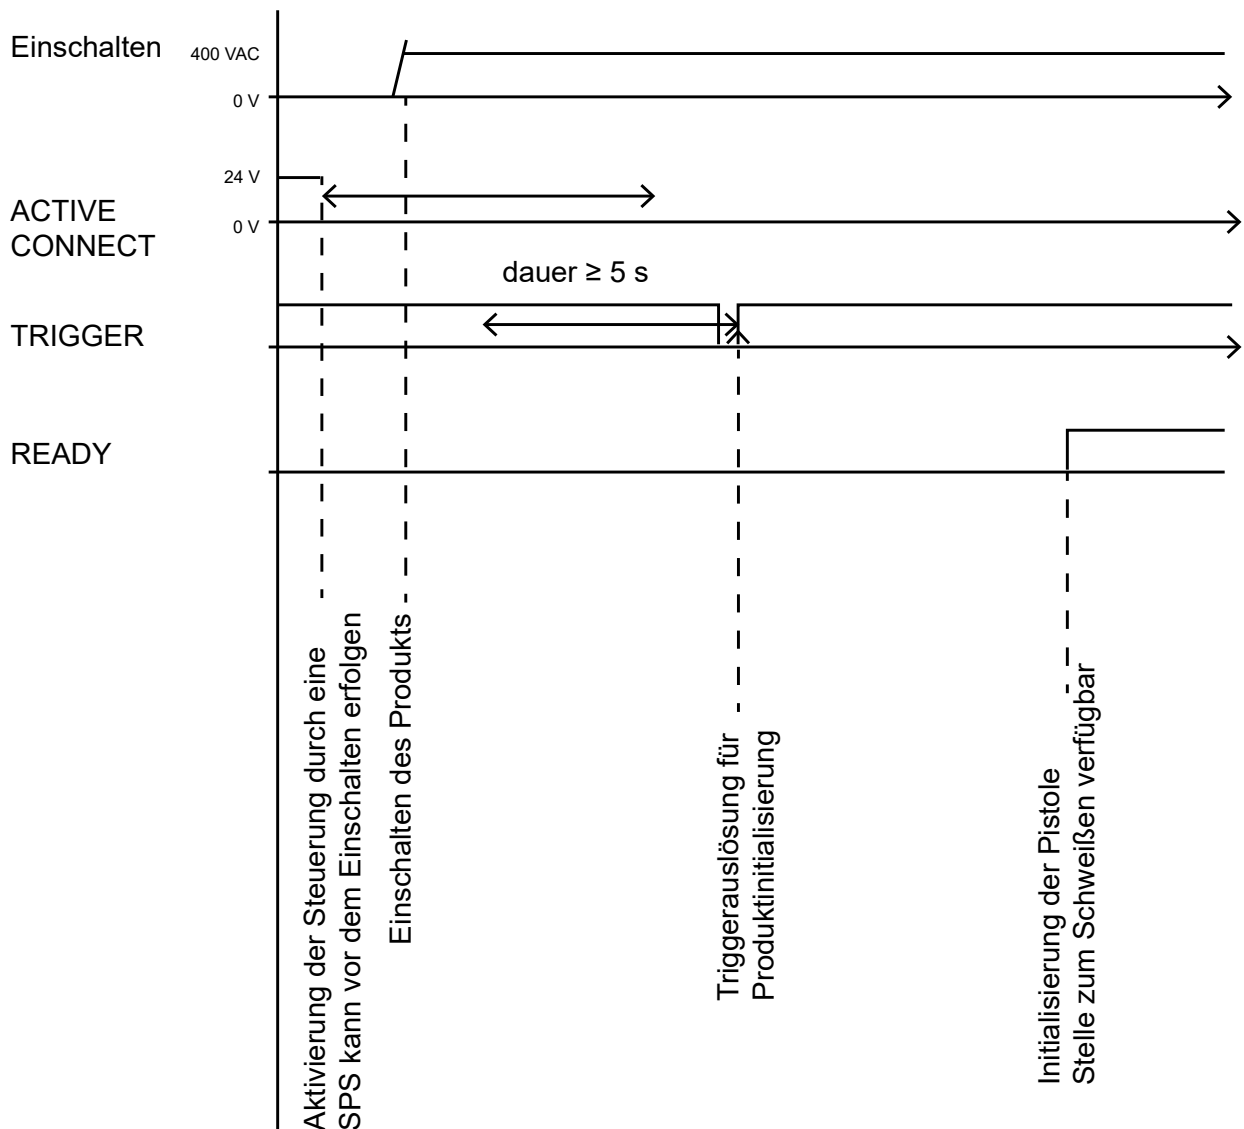 Einschalten
400 VAC
0 V
24 V
ACTIVE
CONNECT
0 V
dauer ≥ 5 s
TRIGGER
READY
Aktivierung der Steuerung durch eine
SPS kann vor dem Einschalten erfolgen
Einschalten des Produkts
Triggerauslösung für
Produktinitialisierung
Initialisierung der Pistole
Stelle zum Schweißen verfügbar